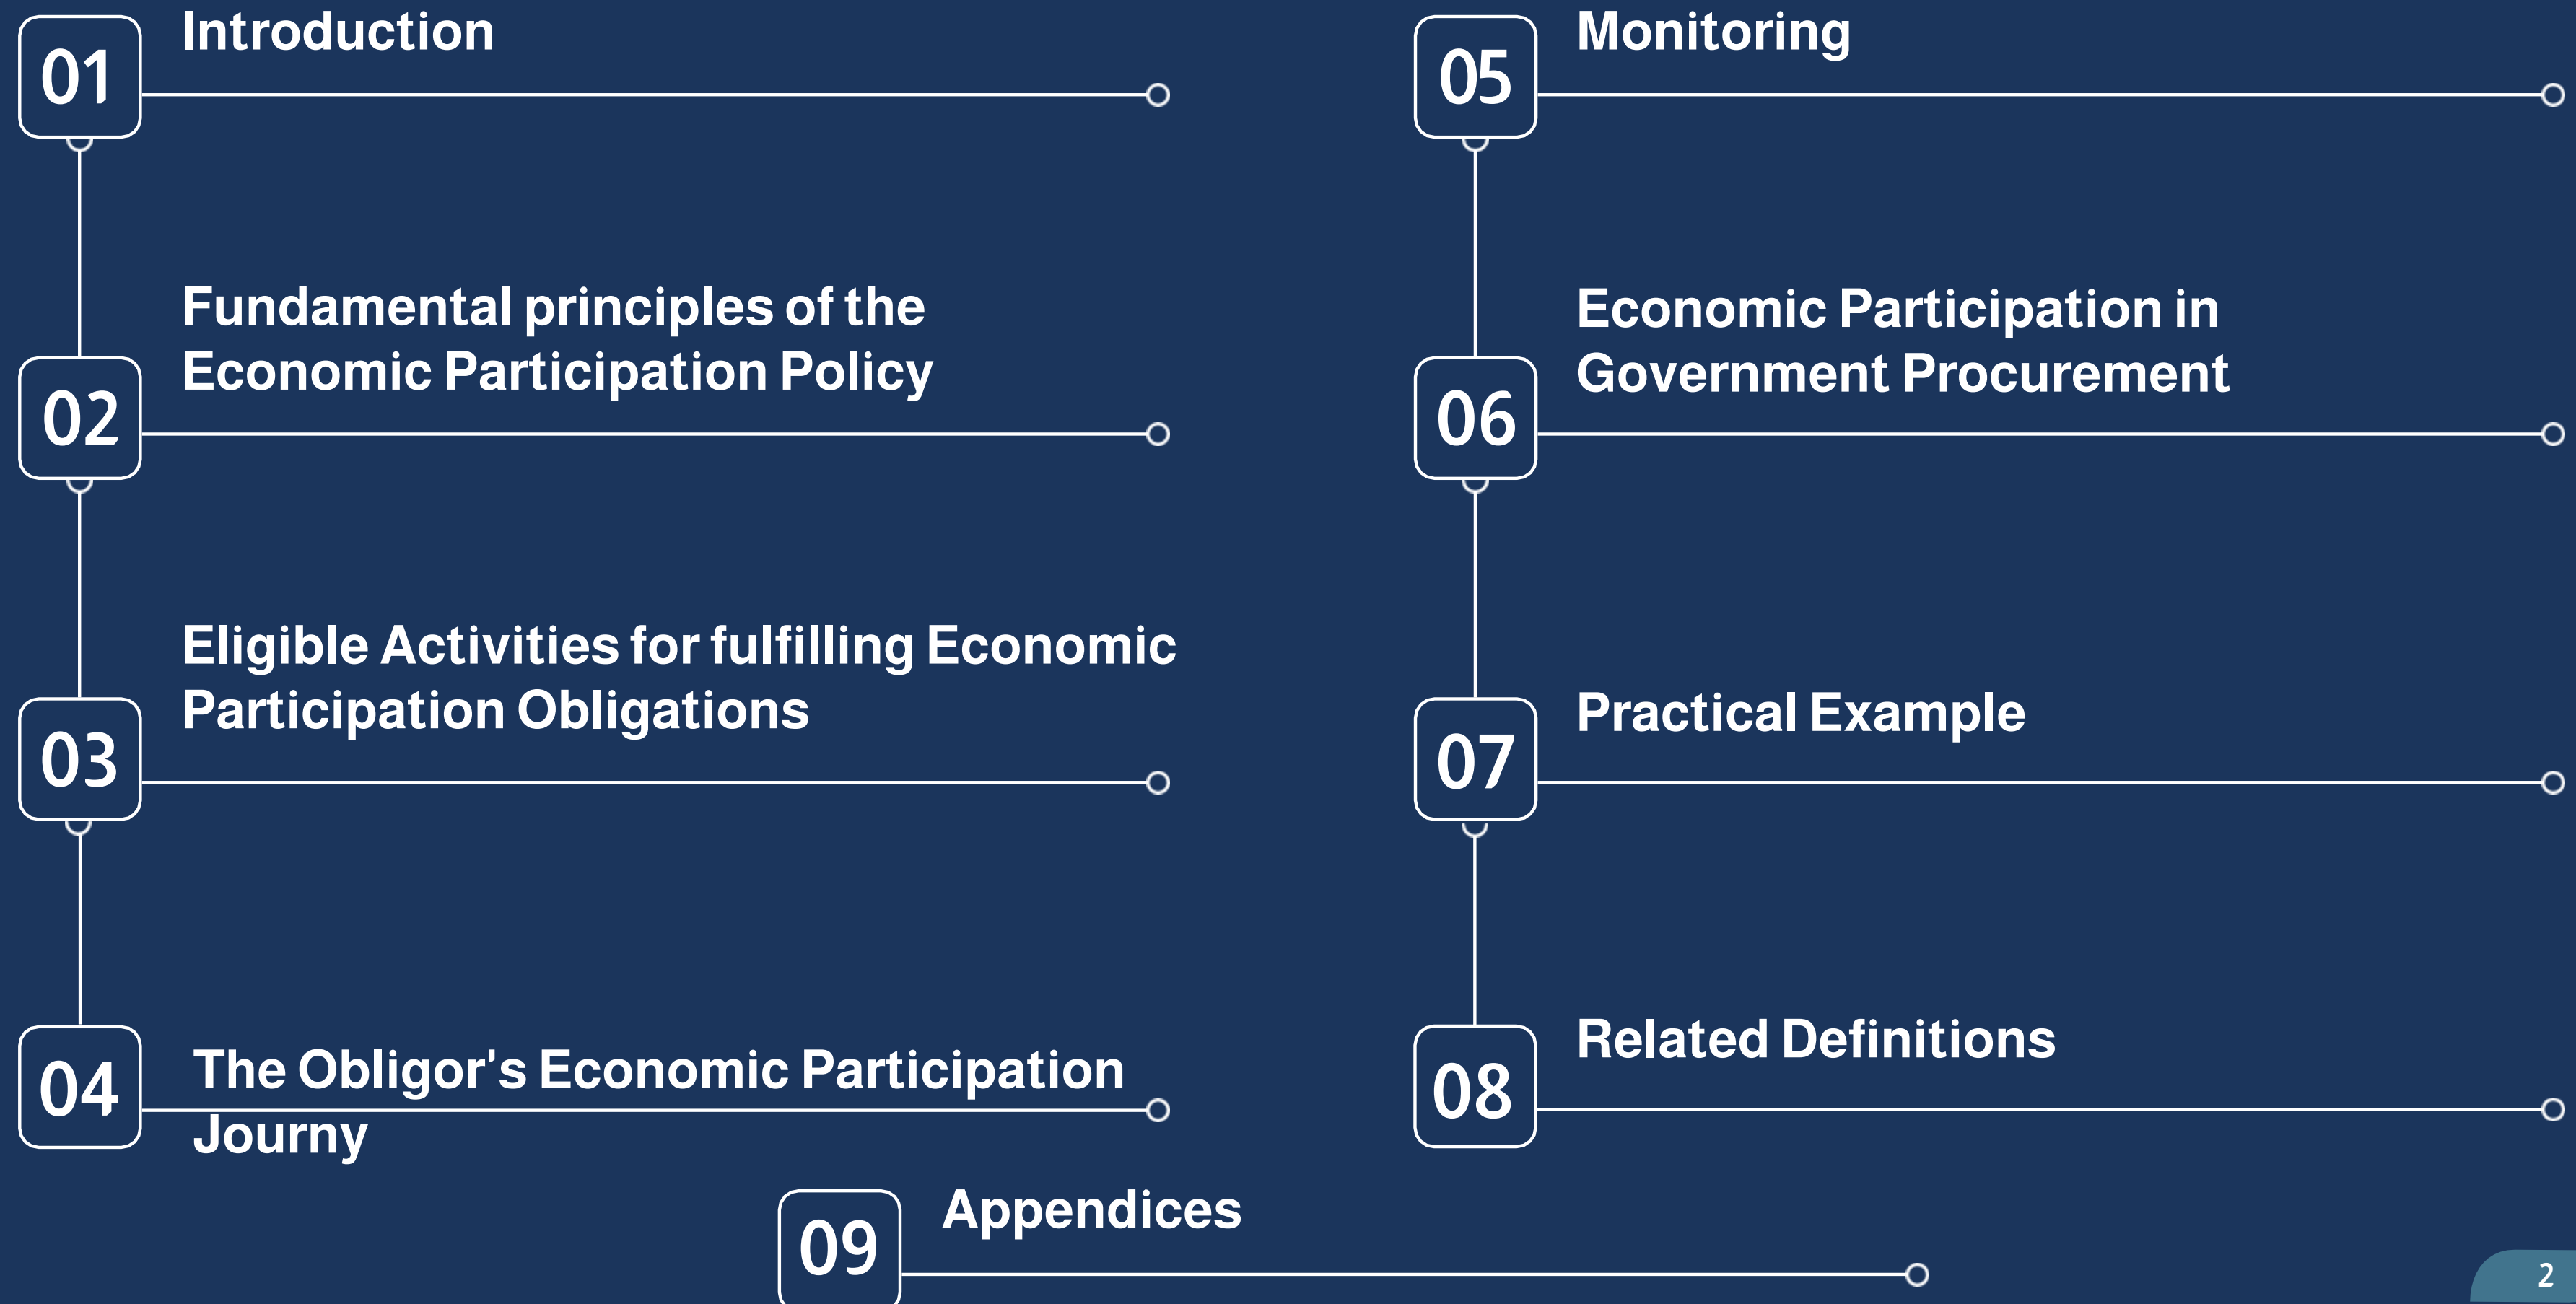 01
Introduction
02
Fundamental principles of the
Economic Participation Policy
03
Eligible Activities for fulfilling Economic
Participation Obligations
04
The Obligor's Economic Participation
Journy
05
Monitoring
06
Economic Participation in
Government Procurement
07
Practical Example
08
Related Definitions
09
Appendices
2